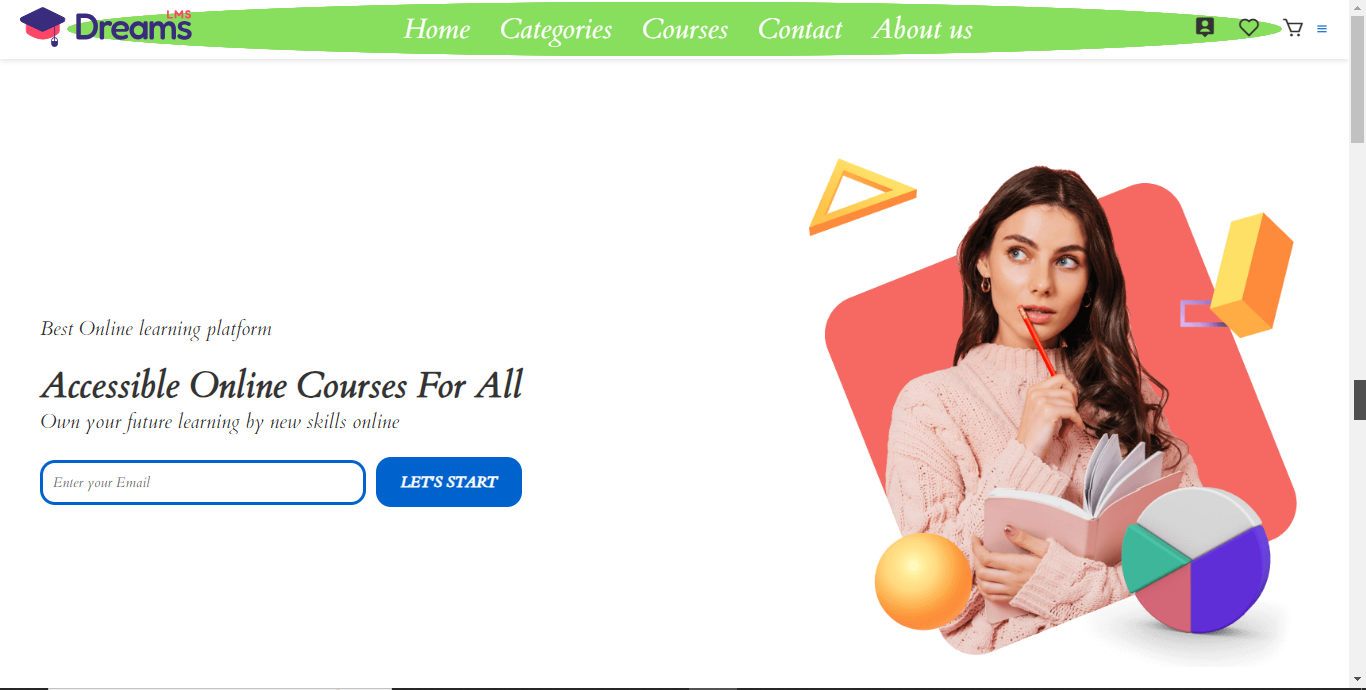 LMS
Dreams
Home Categories Courses Contact About us
Best Online learning platform
Accessible Online Courses For All
Own your future learning by new skills online
Enter your Email
LET'S START